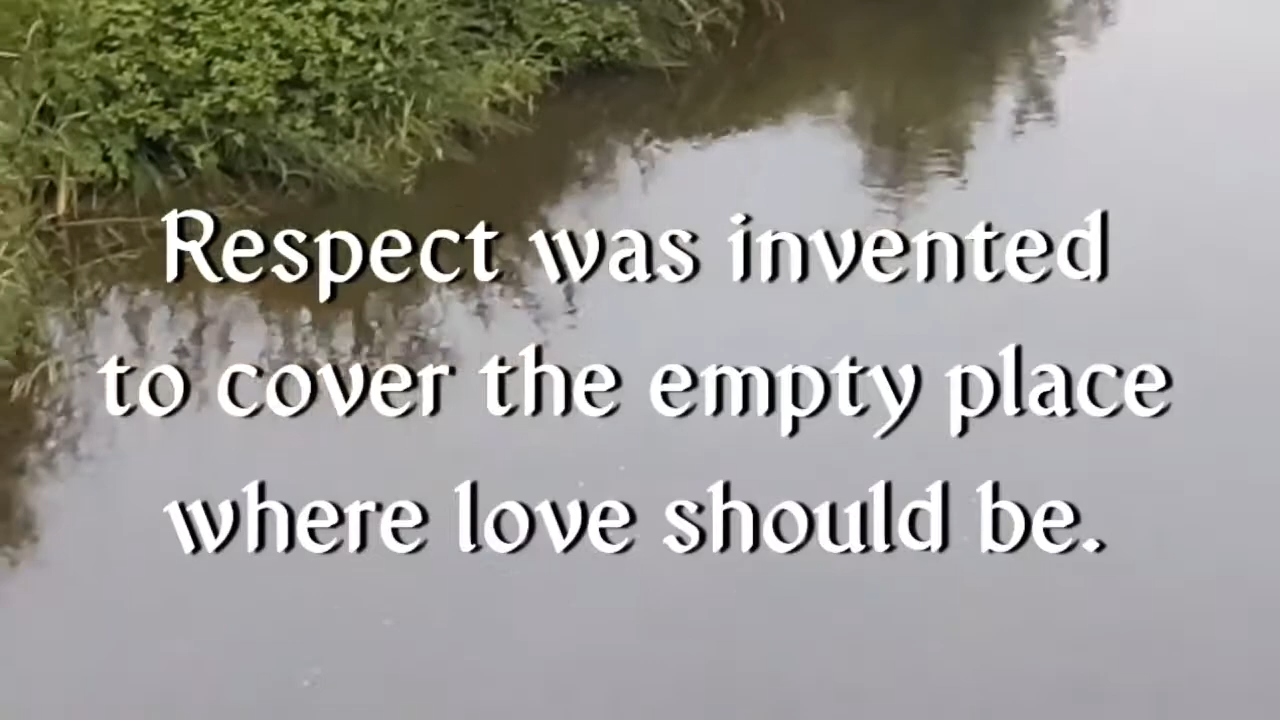 Respect was invented
to cover the empty place
where love should be.